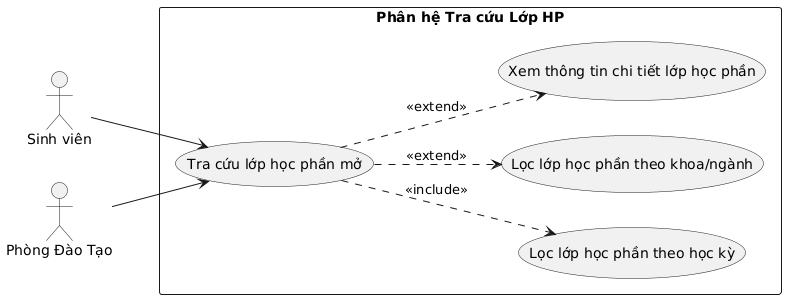 Phân hệ Tra cứu Lớp HP
Xem thông tin chi tiết lớp học phần
«extend»
Sinh viên
Tra cứu lớp học phần mở
«extend»
Lọc lớp học phần theo khoa/ngành
«include»
Phòng Đào Tạo
Lọc lớp học phần theo học kỳ